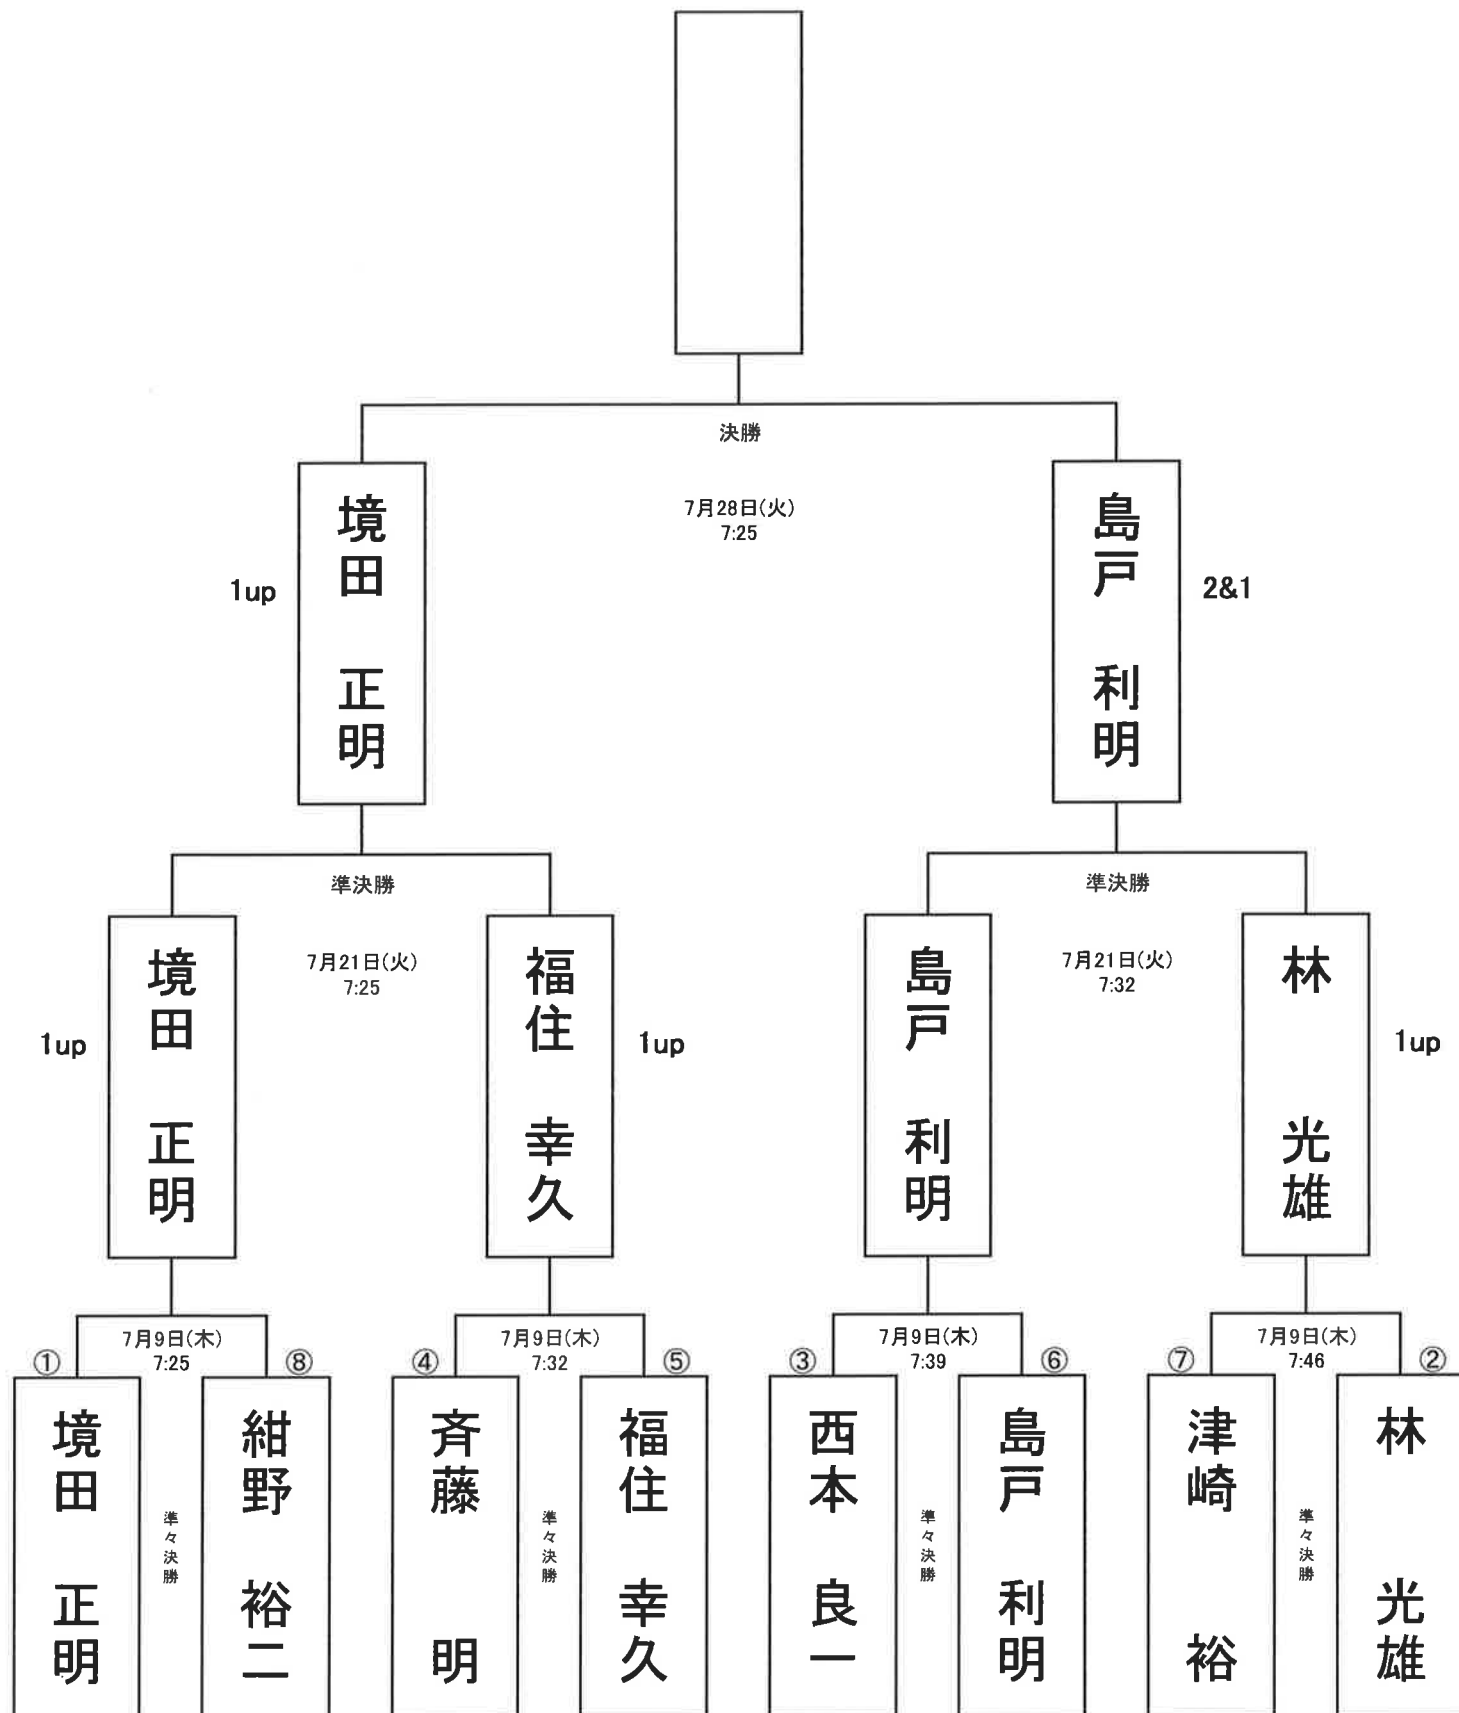 決勝
7月28日(火)
7:25
1up
境田 正明
島戸 利明
2&1
準決勝
7月21日(火)
7:25
準決勝
7月21日(火)
7:32
1up
境田 正明
福住 幸久
1up
島戸 利明
林 光雄
1up
7月9日(木)
7:25
7月9日(木)
7:32
7月9日(木)
7:39
7月9日(木)
7:46
①
境田 正明
準々決勝
⑧
紺野 裕二
④
斉藤 明
準々決勝
⑤
福住 幸久
③
西本 良一
準々決勝
⑥
島戸 利明
⑦
津崎 裕
準々決勝
②
林 光雄